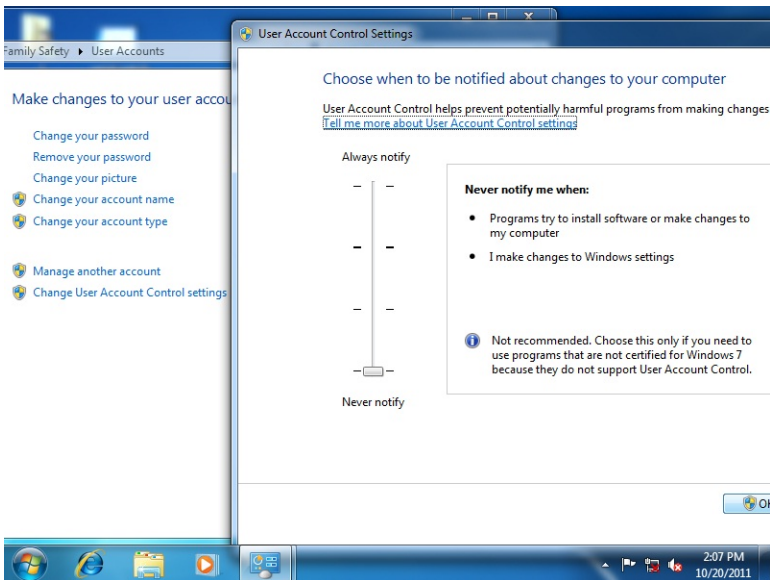 User Account Control Settings
Family Safety ▸ User Accounts
Make changes to your user accou
Change your password
Remove your password
Change your picture
Change your account name
Change your account type
Manage another account
Change User Account Control settings
Choose when to be notified about changes to your computer
User Account Control helps prevent potentially harmful programs from making changes
Tell me more about User Account Control settings
Always notify
Never notify me when:
• Programs try to install software or make changes to
my computer
• I make changes to Windows settings
Not recommended. Choose this only if you need to
use programs that are not certified for Windows 7
because they do not support User Account Control.
Never notify
OK
2:07 PM
10/20/2011